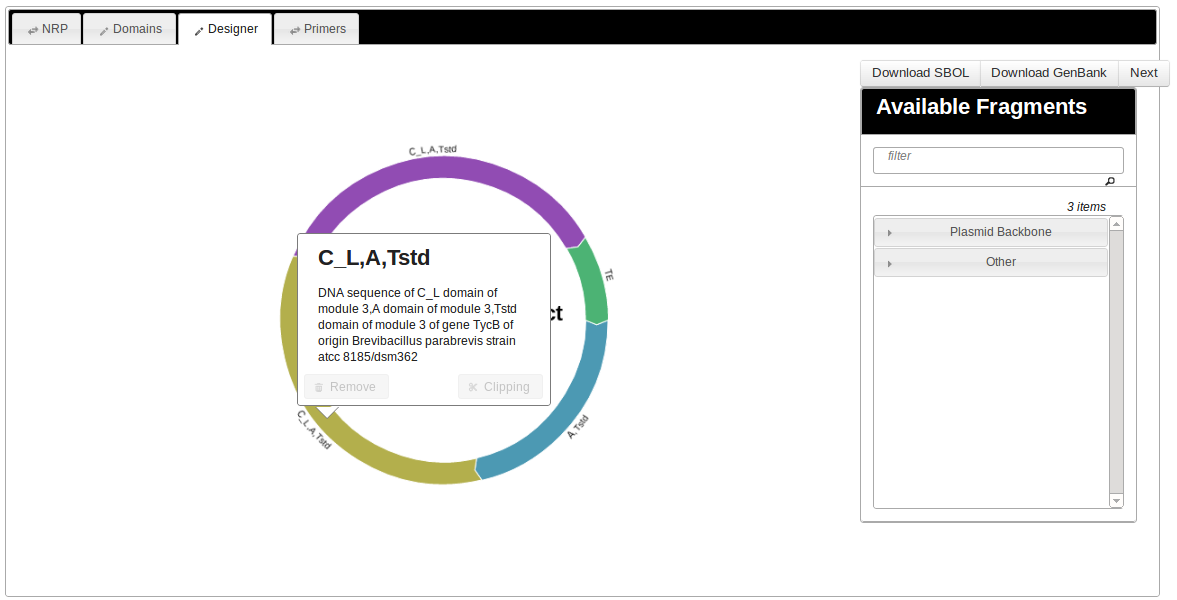 NRP
Domains
Designer
Primers
Download SBOL
Download GenBank
Next
Available Fragments
filter
3 items
Plasmid Backbone
Other
C_L,A,Tstd
TE
ct
C_L,A,Tstd
DNA sequence of C_L domain of
module 3,A domain of module 3,Tstd
domain of module 3 of gene TycB of
origin Brevibacillus parabrevis strain
atcc 8185/dsm362
Remove
Clipping
C_L,A,Tstd
A,Tstd